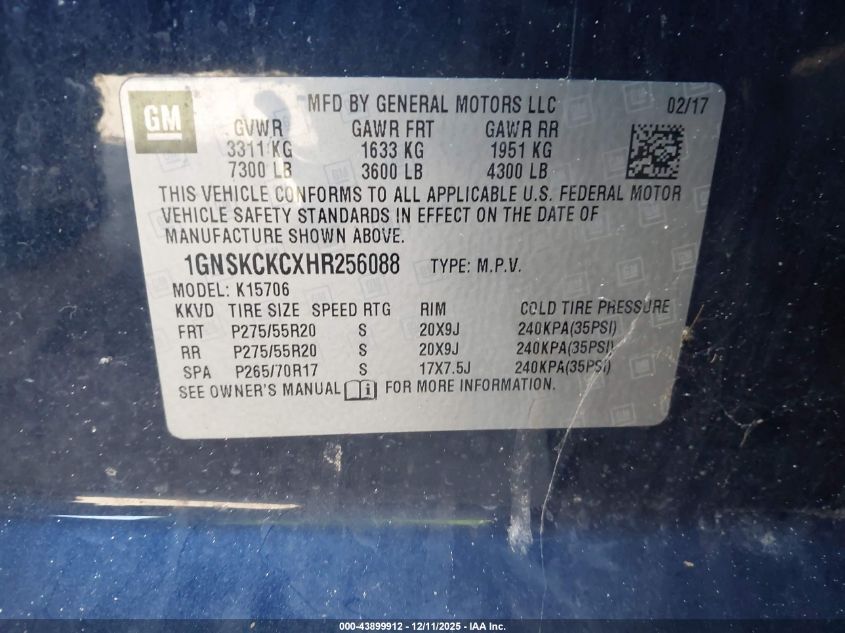 GM
MFD BY GENERAL MOTORS LLC 02/17
GVWR GAWR FRT GAWR RR
3311 KG 1633 KG 1951 KG
7300 LB 3600 LB 4300 LB
THIS VEHICLE CONFORMS TO ALL APPLICABLE U.S. FEDERAL MOTOR
VEHICLE SAFETY STANDARDS IN EFFECT ON THE DATE OF
MANUFACTURE SHOWN ABOVE.
1GNSKCKCXHR256088 TYPE: M.P.V.
MODEL: K15706
KKVD TIRE SIZE SPEED RTG RIM COLD TIRE PRESSURE
FRT P275/55R20 S 20X9J 240KPA(35PSI)
RR P275/55R20 S 20X9J 240KPA(35PSI)
SPA P265/70R17 S 17X7.5J 240KPA(35PSI)
SEE OWNER'S MANUAL FOR MORE INFORMATION.
000-43899912 - 12/11/2025 - IAA Inc.